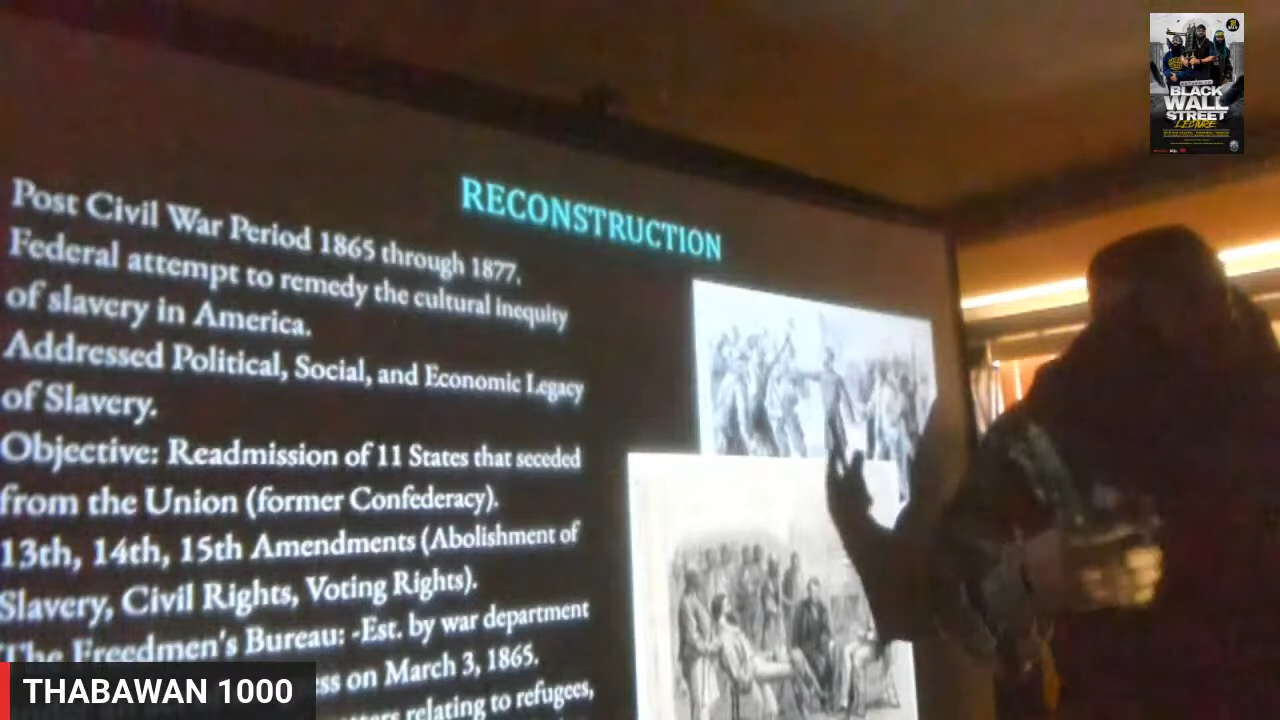 RECONSTRUCTION
Post Civil War Period 1865 through 1877.
Federal attempt to remedy the cultural inequity
of slavery in America.
Addressed Political, Social, and Economic Legacy
of Slavery.
Objective: Readmission of 11 States that seceded
from the Union (former Confederacy).
13th, 14th, 15th Amendments (Abolishment of
Slavery, Civil Rights, Voting Rights).
The Freedmen's Bureau: -Est. by war department
ss on March 3, 1865.
relating to refugees,
BLACK
WALL
STREET
LECTURE
THABAWAN 1000